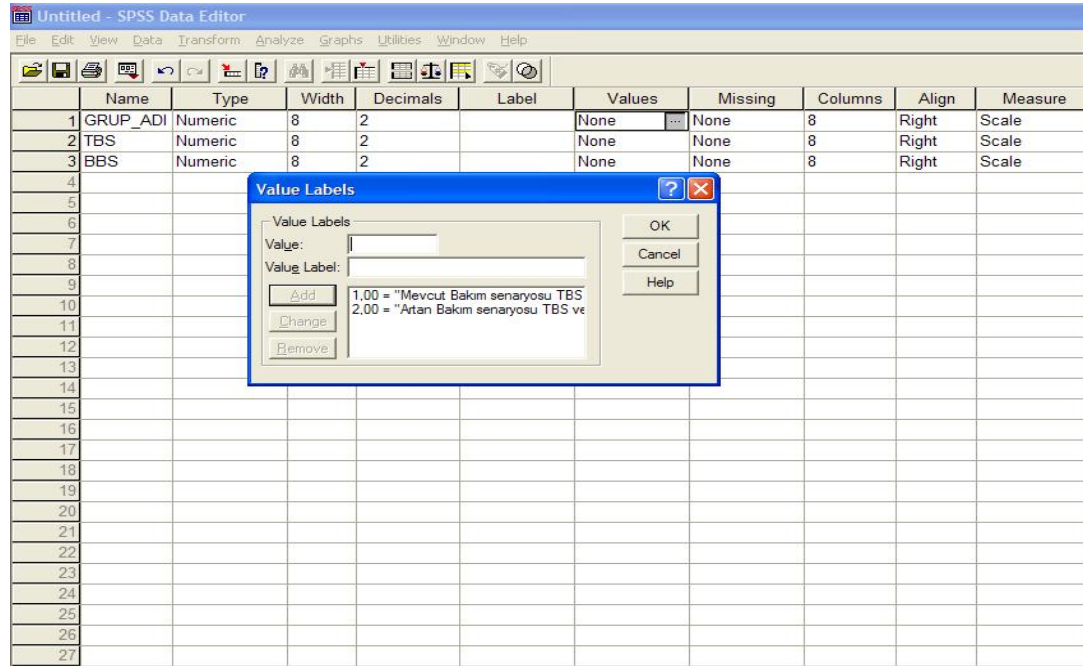 Untitled - SPSS Data Editor
File Edit View Data Transform Analyze Graphs Utilities Window Help
Name Type Width Decimals Label Values Missing Columns Align Measure
1 GRUP_ADI Numeric 8 2 None ... None 8 Right Scale
2 TBS Numeric 8 2 None None 8 Right Scale
3 BBS Numeric 8 2 None None 8 Right Scale
4
5
6
7
8
9
10
11
12
13
14
15
16
17
18
19
20
21
22
23
24
25
26
27
Value Labels
Value Labels
Value:
Value Label:
Add
Change
Remove
1,00 = "Mevcut Bakım senaryosu TBS
2,00 = "Artan Bakım senaryosu TBS ve
OK
Cancel
Help